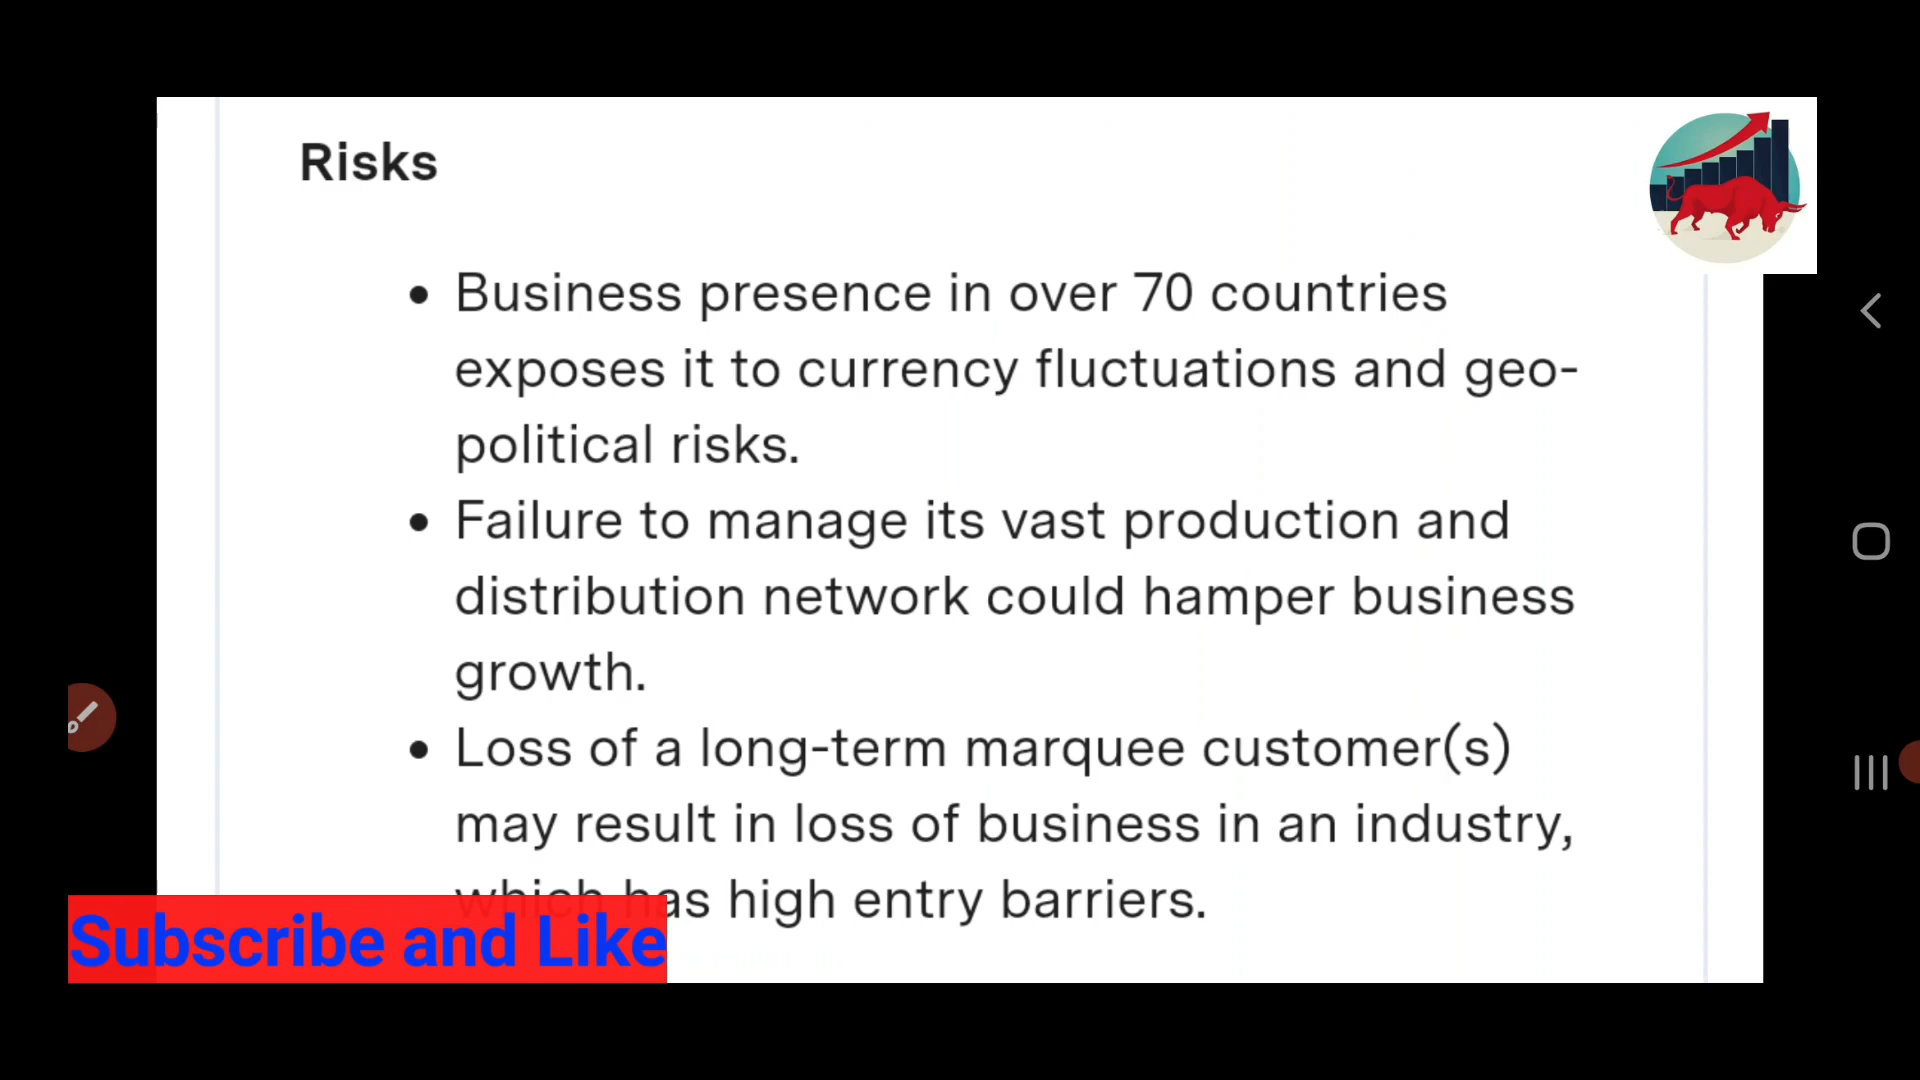 Risks
• Business presence in over 70 countries
exposes it to currency fluctuations and geo-
political risks.
• Failure to manage its vast production and
distribution network could hamper business
growth.
• Loss of a long-term marquee customer(s)
may result in loss of business in an industry,
which has high entry barriers.
Subscribe and Like